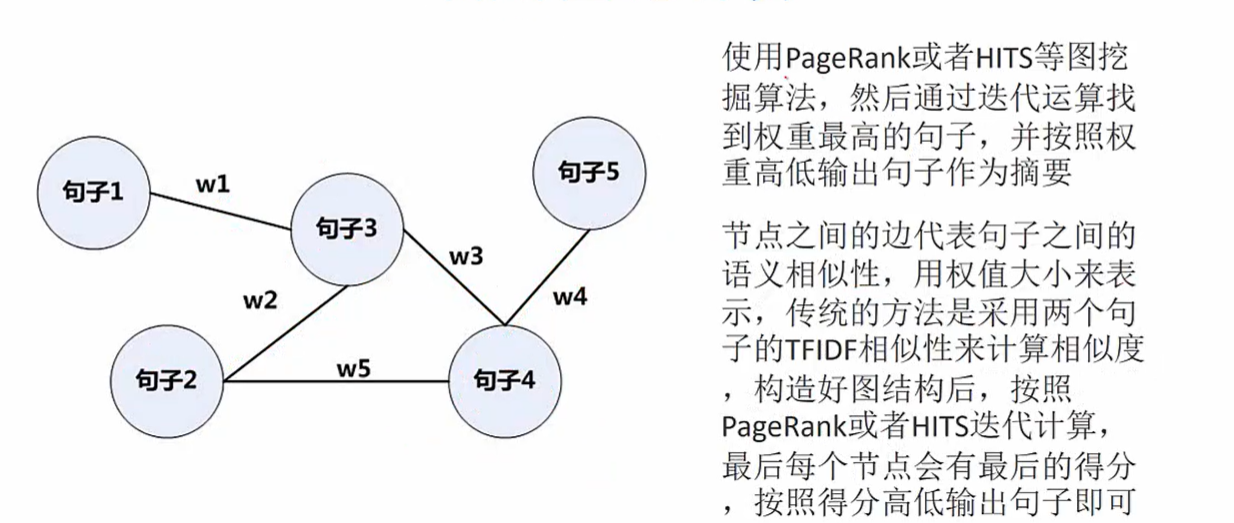 句子1
w1
句子3
句子5
w3
w2
w4
句子2
w5
句子4
使用PageRank或者HITS等图挖
掘算法，然后通过迭代运算找
到权重最高的句子，并按照权
重高低输出句子作为摘要
节点之间的边代表句子之间的
语义相似性，用权值大小来表
示，传统的方法是采用两个句
子的TFIDF相似性来计算相似度
，构造好图结构后，按照
PageRank或者HITS迭代计算，
最后每个节点会有最后的得分
，按照得分高低输出句子即可